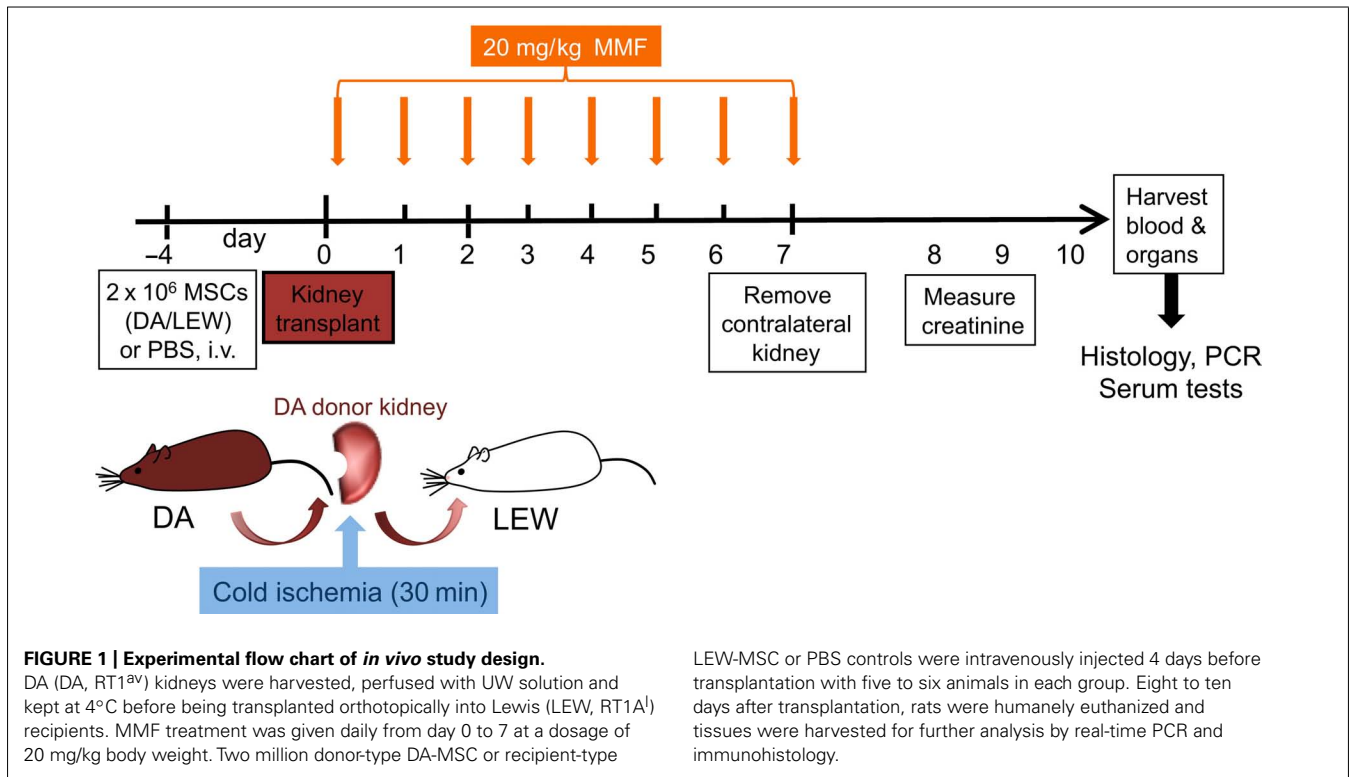 20 mg/kg MMF
day
–4
0
1
2
3
4
5
6
7
8
9
10
Harvest
blood &
organs
2 x 10⁶ MSCs
(DA/LEW)
or PBS, i.v.
Kidney
transplant
Remove
contralateral
kidney
Measure
creatinine
Histology, PCR
Serum tests
DA donor kidney
DA
LEW
Cold ischemia (30 min)
FIGURE 1 | Experimental flow chart of in vivo study design.
DA (DA, RT1ᵃᵛ) kidneys were harvested, perfused with UW solution and
kept at 4°C before being transplanted orthotopically into Lewis (LEW, RT1Aˡ)
recipients. MMF treatment was given daily from day 0 to 7 at a dosage of
20 mg/kg body weight. Two million donor-type DA-MSC or recipient-type
LEW-MSC or PBS controls were intravenously injected 4 days before
transplantation with five to six animals in each group. Eight to ten
days after transplantation, rats were humanely euthanized and
tissues were harvested for further analysis by real-time PCR and
immunohistology.